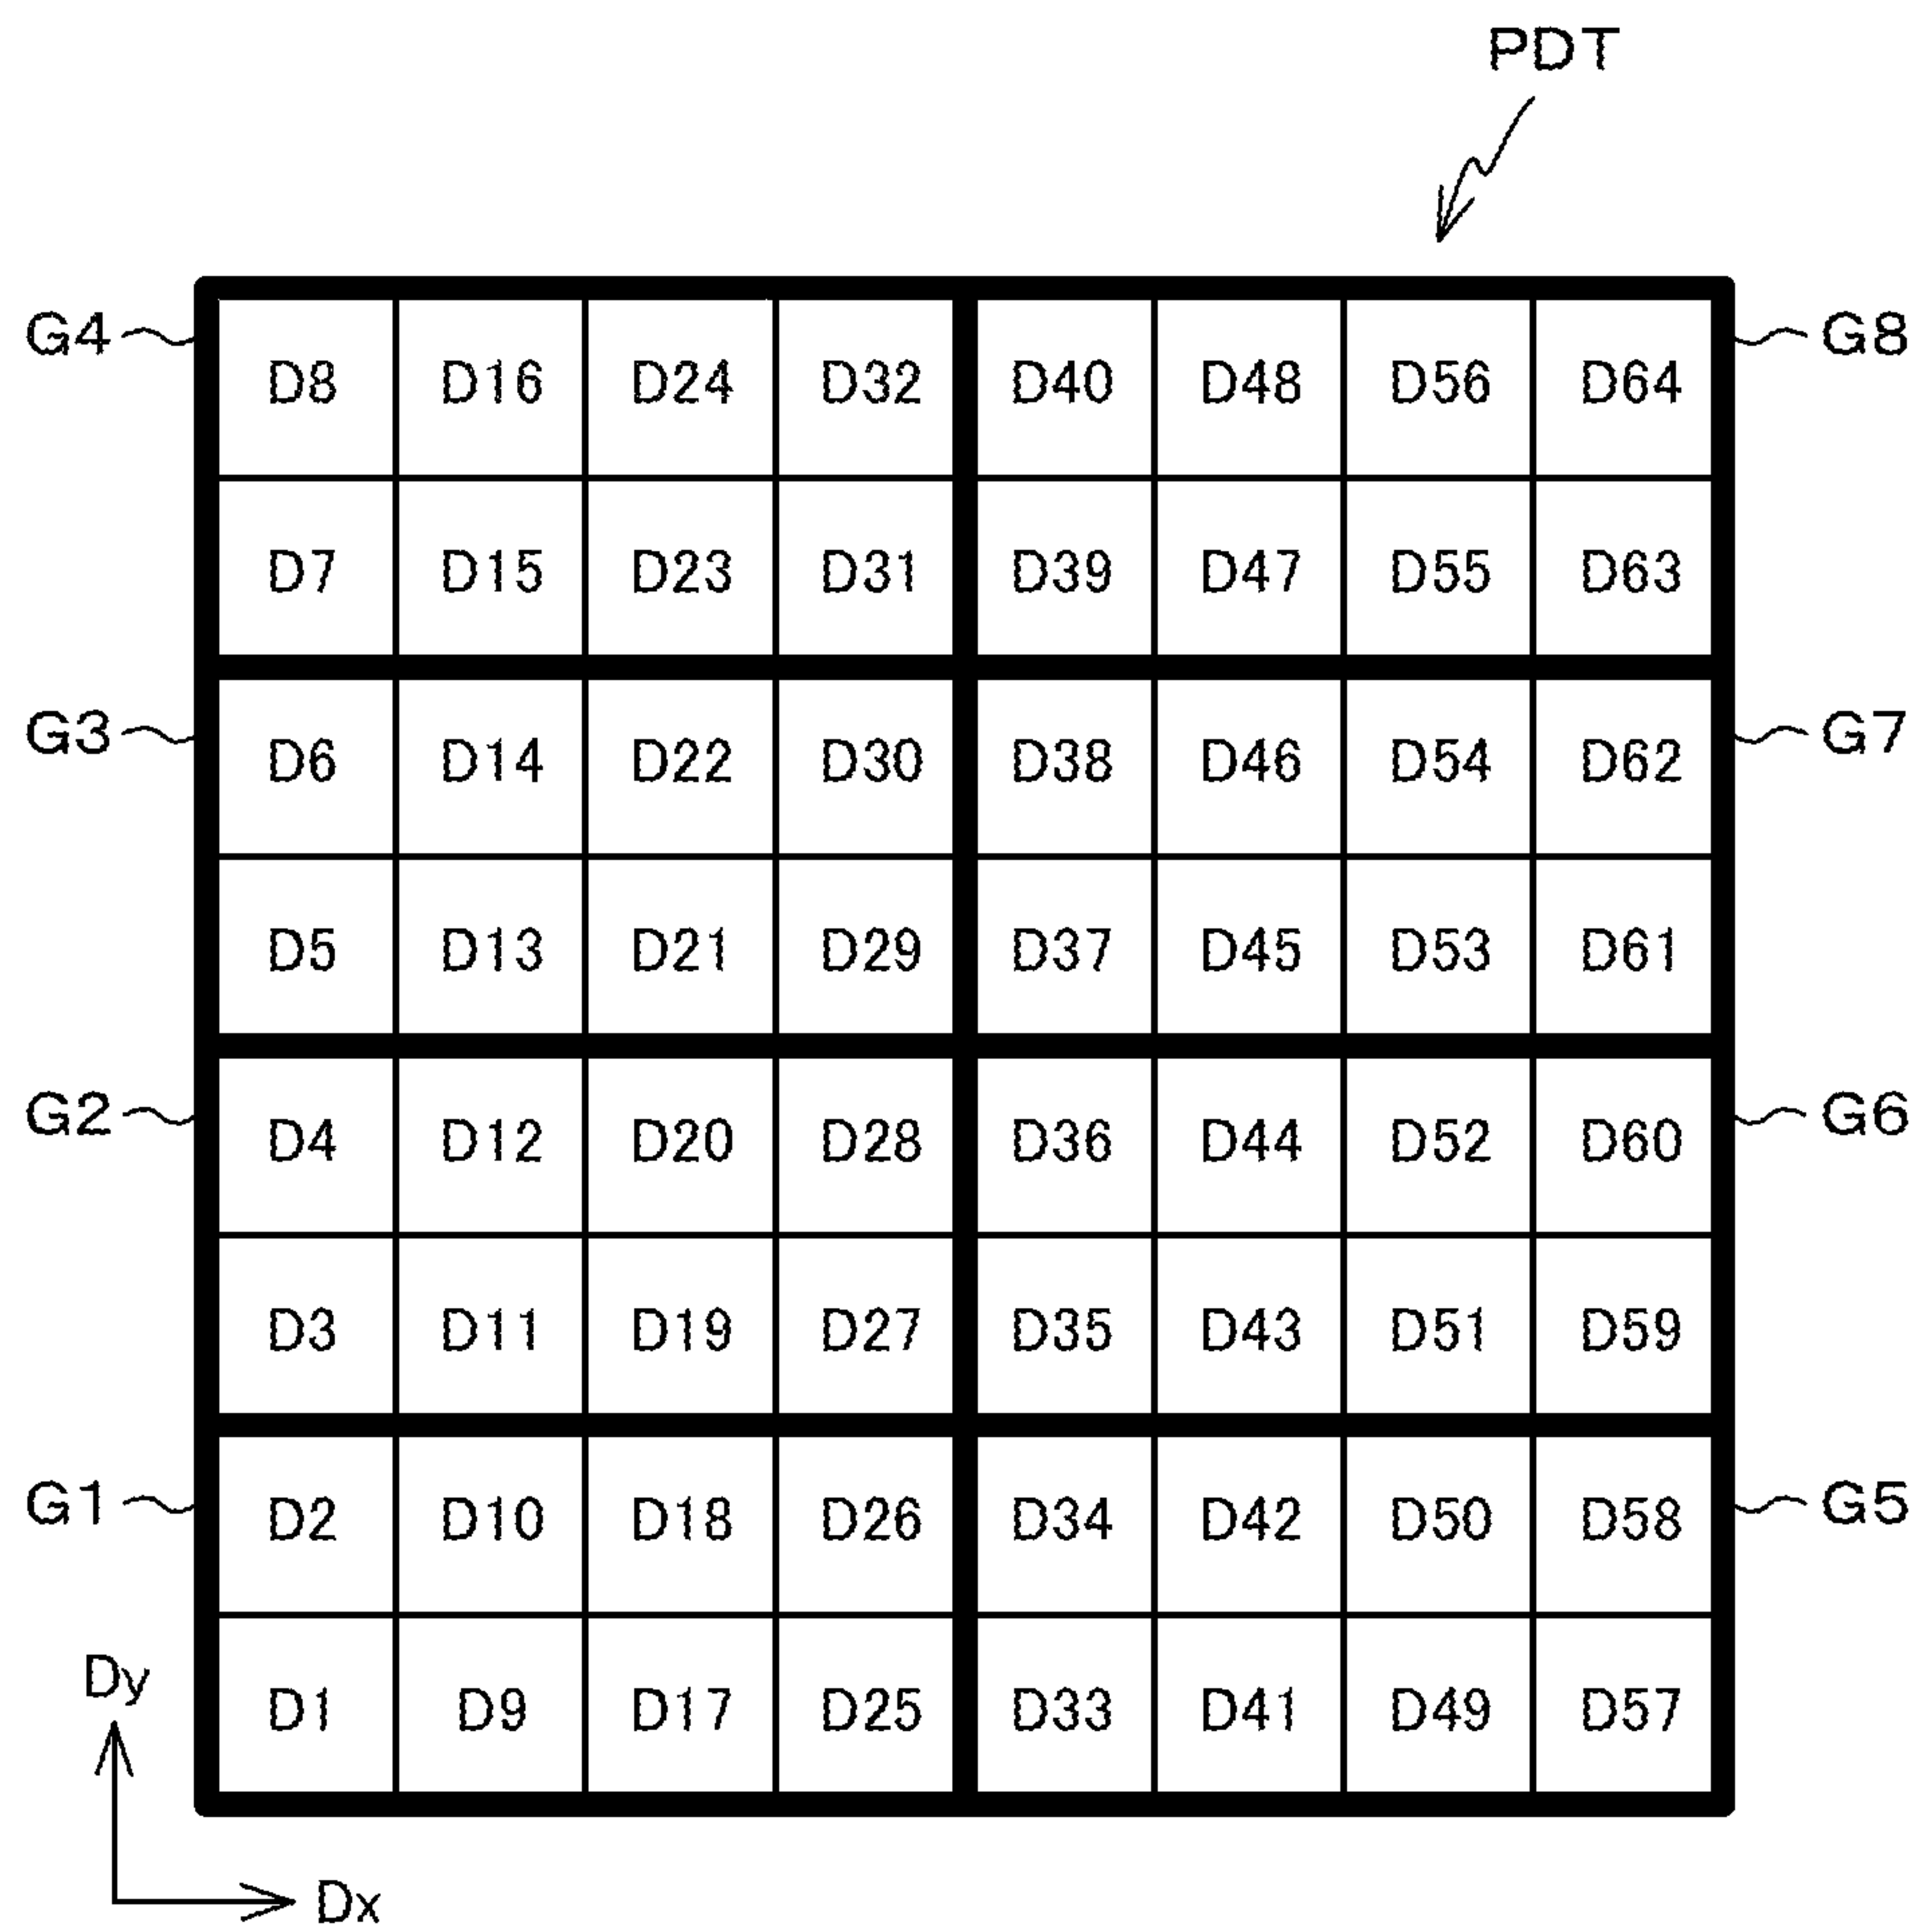 PDT
G4 D8 D16 D24 D32 D40 D48 D56 D64 G8
D7 D15 D23 D31 D39 D47 D55 D63
G3 D6 D14 D22 D30 D38 D46 D54 D62 G7
D5 D13 D21 D29 D37 D45 D53 D61
G2 D4 D12 D20 D28 D36 D44 D52 D60 G6
D3 D11 D19 D27 D35 D43 D51 D59
G1 D2 D10 D18 D26 D34 D42 D50 D58 G5
Dy D1 D9 D17 D25 D33 D41 D49 D57
Dx